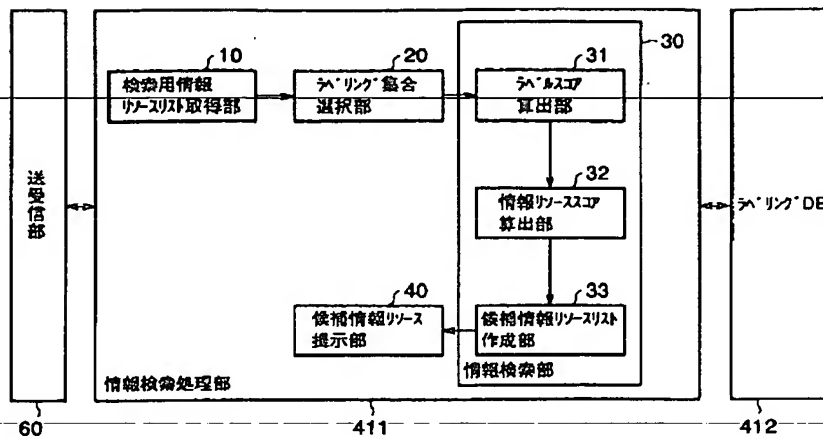 30
10
20
31
検索用情報
リソースリスト取得部
ラベリング集合
選択部
ラベルスコア
算出部
送受信部
32
情報リソーススコア
算出部
ラベリングDB
40
33
候補情報リソース
提示部
候補情報リソースリスト
作成部
情報検索部
情報検索処理部
60
411
412